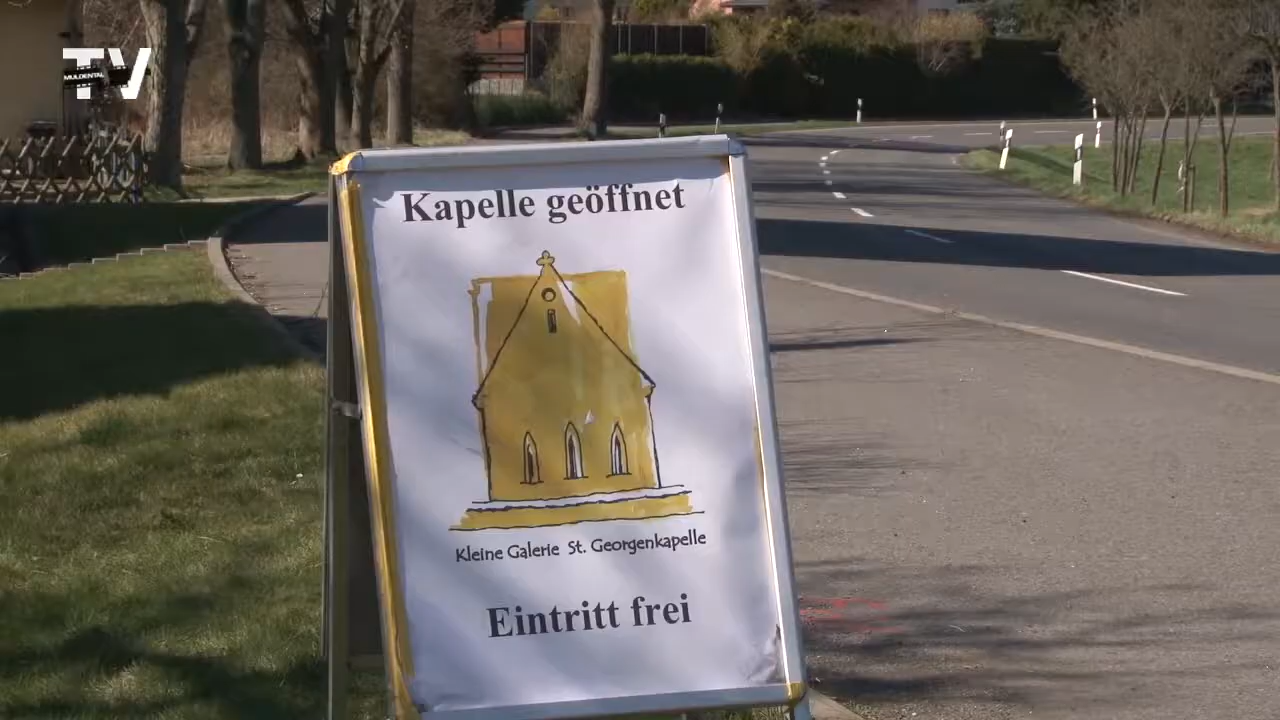 TV
MULDENTAL
Kapelle geöffnet
Kleine Galerie St. Georgenkapelle
Eintritt frei